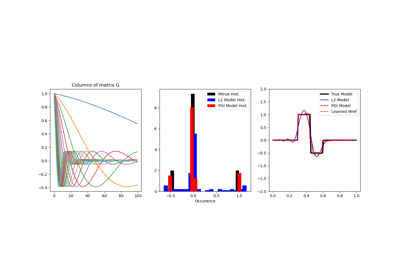 Columns of matrix G
1.0
0.8
0.6
0.4
0.2
0.0
−0.2
−0.4
0 20 40 60 80 100
Mtrue Hist.
L2 Model Hist.
PGI Model Hist.
8
6
4
2
0
−0.5 0.0 0.5 1.0
Occurence
True Model
L2 Model
PGI Model
Learned Mref
2.0
1.5
1.0
0.5
0.0
−0.5
−1.0
−1.5
−2.0
0.0 0.2 0.4 0.6 0.8 1.0